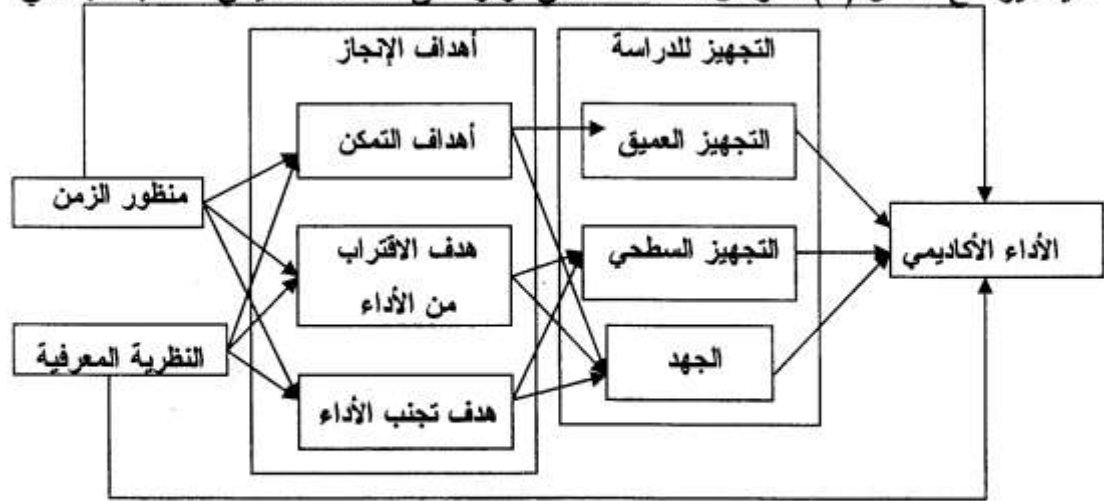 أهداف الإنجاز
التجهيز للدراسة
أهداف التمكن
التجهيز العميق
منظور الزمن
هدف الاقتراب
من الأداء
التجهيز السطحي
الأداء الأكاديمي
النظرية المعرفية
الجهد
هدف تجنب الأداء